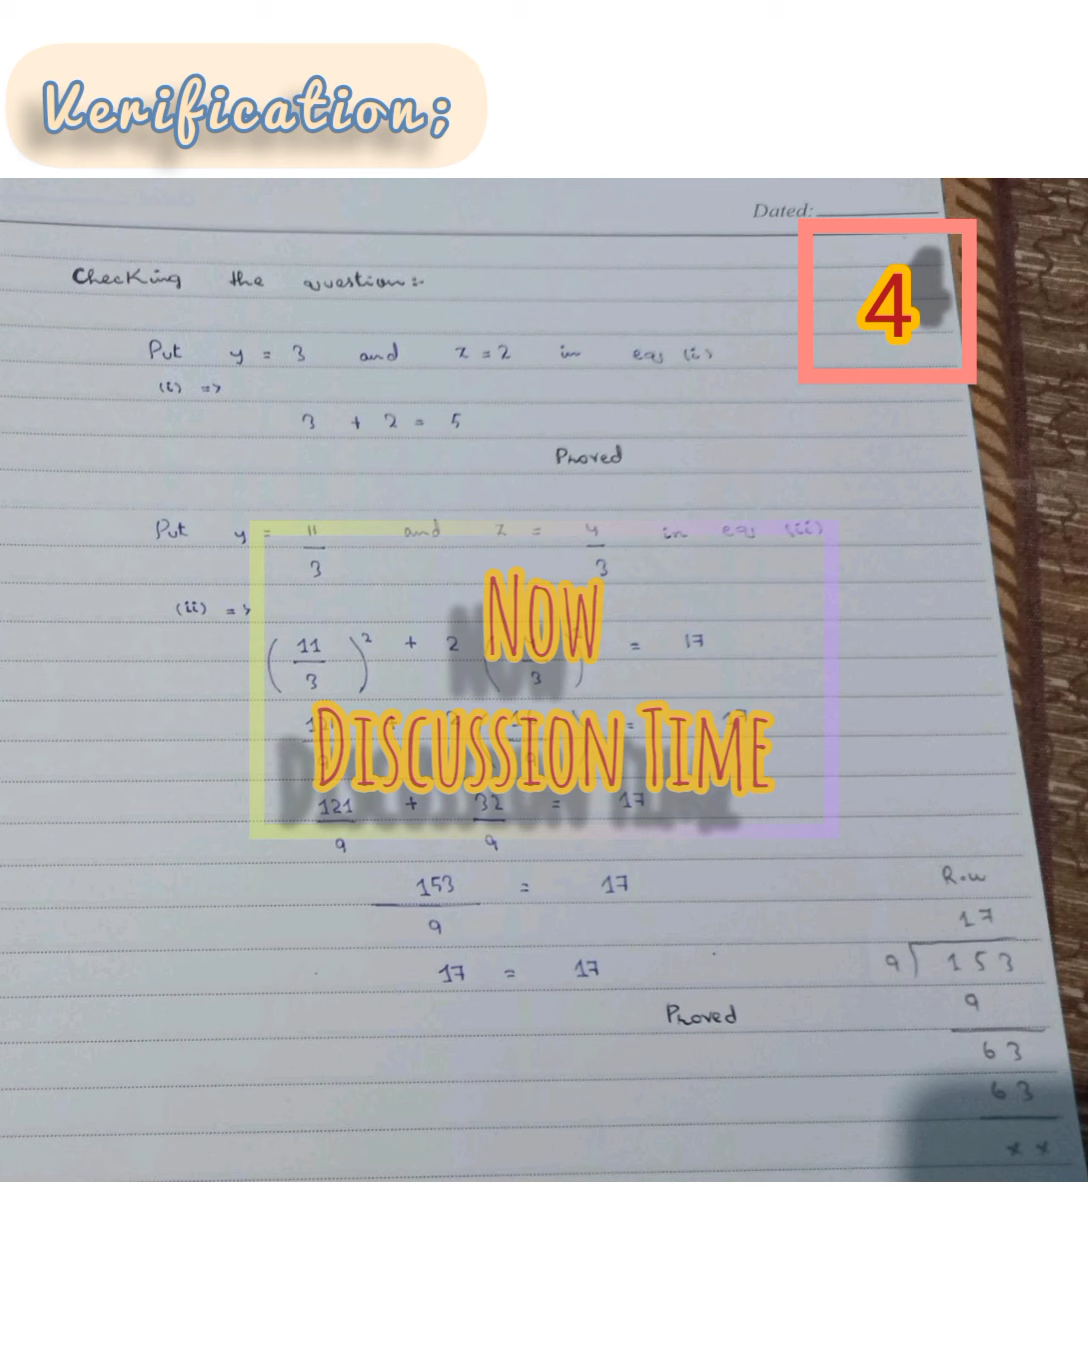 Verification;
Dated:
4
Checking the question:-
Put y = 3 and z = 2 in eq (i)
(i) =>
3 + 2 = 5
Proved
Put y = 11/3 and z = 4/3 in eq (ii)
(ii) =>
(11/3)² + 2 ( /3) = 17
Now
Discussion Time
121/9 + 32/9 = 17
153/9 = 17
17 = 17
Proved
R.w
17
9 ) 153
9
63
63
x x